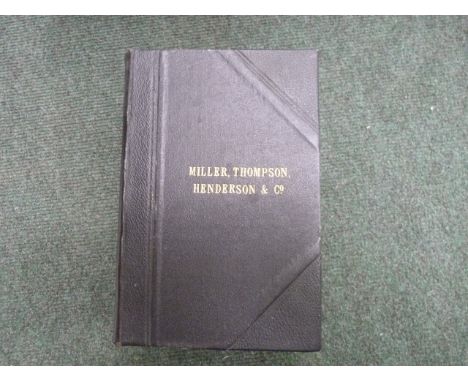 MILLER, THOMPSON,
HENDERSON & Cº